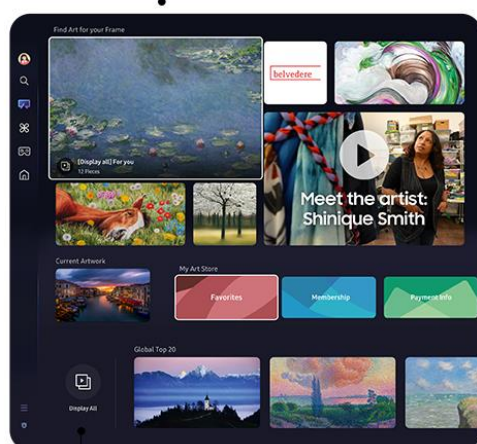 Find Art for your Frame
belvedere
[Display all] For you
12 Pieces
Meet the artist:
Shinique Smith
Current Artwork
My Art Store
Favorites
Membership
Payment Info
Global Top 20
Display All